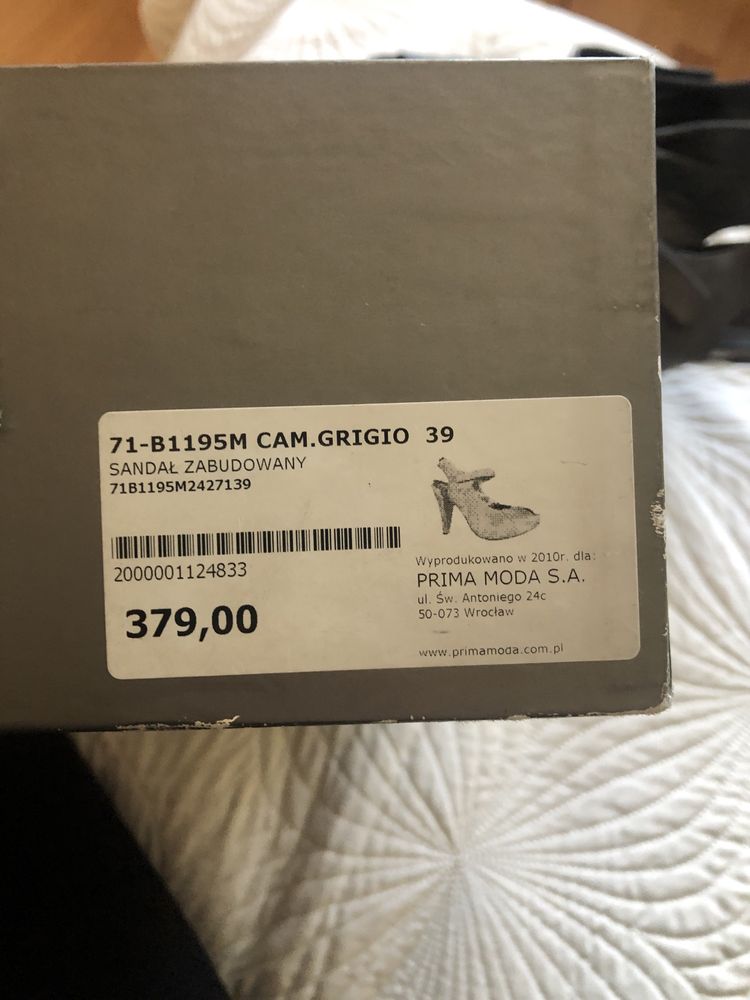 71-B1195M CAM.GRIGIO 39
SANDAŁ ZABUDOWANY
71B1195M2427139
2000001124833
379,00
Wyprodukowano w 2010r. dla:
PRIMA MODA S.A.
ul. Św. Antoniego 24c
50-073 Wrocław
www.primamoda.com.pl